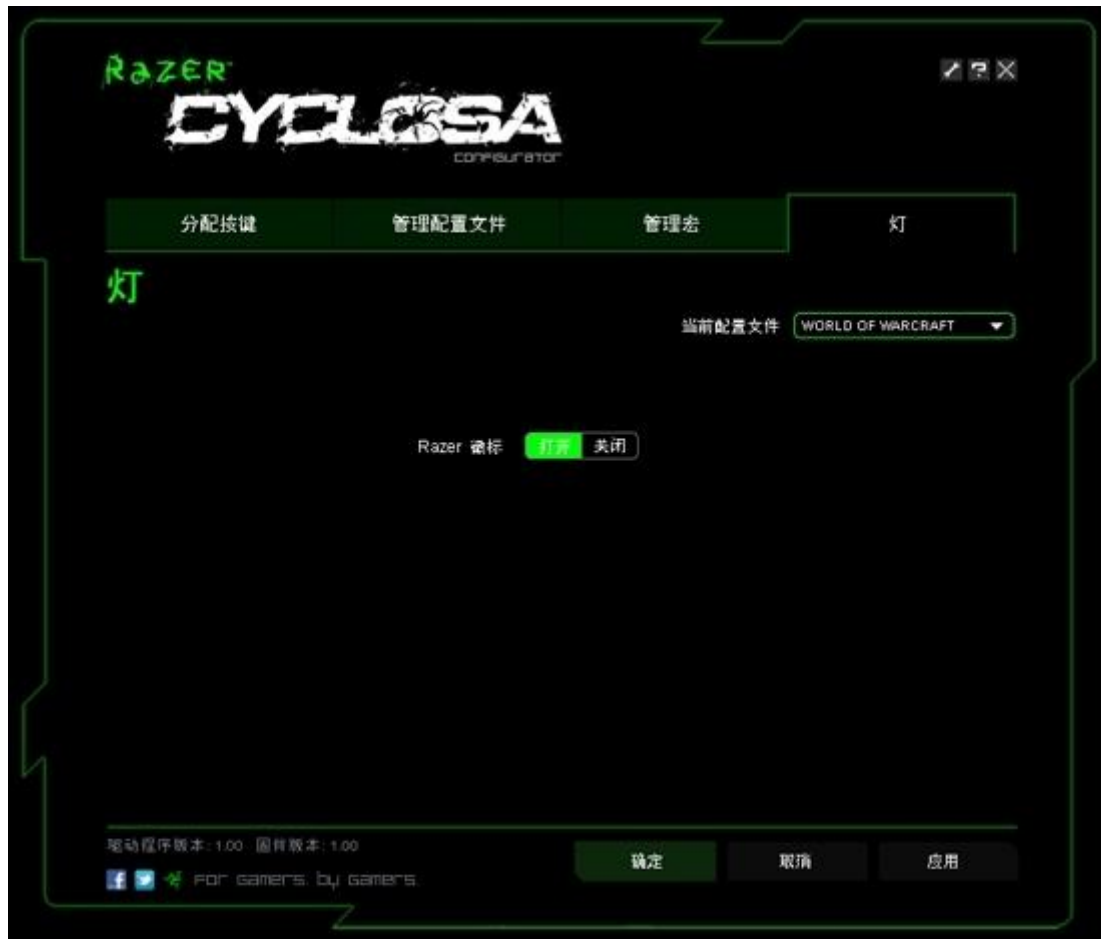 RAZER™
CYCLOSA
CONFIGURATOR
分配按键 管理配置文件 管理宏 灯
灯
当前配置文件 WORLD OF WARCRAFT
Razer 徽标 打开 关闭
驱动程序版本: 1.00 固件版本: 1.00
确定 取消 应用
FOR GAMERS. BY GAMERS.